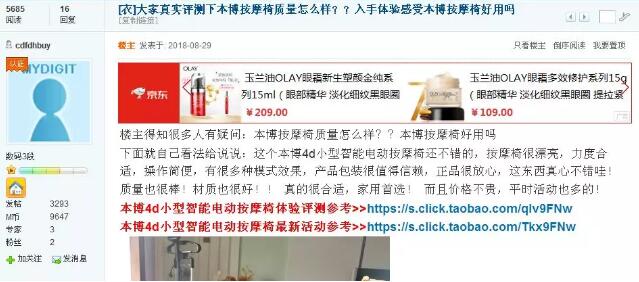 5685
阅读
16
回复
[农]大家真实评测下本博按摩椅质量怎么样？？入手体验感受本博按摩椅好用吗
[复制链接]
cdfdhbuy
楼主 发表于: 2018-08-29
只看楼主 倒序阅读 我要置顶
认证
MYDIGIT
数码3段
发帖 3293
M币 9647
专家 3
粉丝 2
加关注 发消息
京东
OLAY
玉兰油OLAY眼霜新生塑颜金纯系
列15ml（眼部精华 淡化细纹黑眼圈
￥209.00
玉兰油OLAY眼霜多效修护系列15g
（眼部精华 淡化细纹黑眼圈 提拉紧
￥109.00
广告
楼主得知很多人有疑问：本博按摩椅质量怎么样？？本博按摩椅好用吗
下面就自己看法给说说：这个本博4d小型智能电动按摩椅还不错的，按摩椅很漂亮，力度合
适，操作简便，有很多种模式效果，产品包装很值得信赖，正品很放心，这东西真心不错哇！
质量也很棒！材质也很好！！ 真的很合适，家用首选！ 而且价格不贵，平时活动也多的！
本博4d小型智能电动按摩椅体验评测参考>>https://s.click.taobao.com/qIv9FNw
本博4d小型智能电动按摩椅最新活动参考>>https://s.click.taobao.com/Tkx9FNw